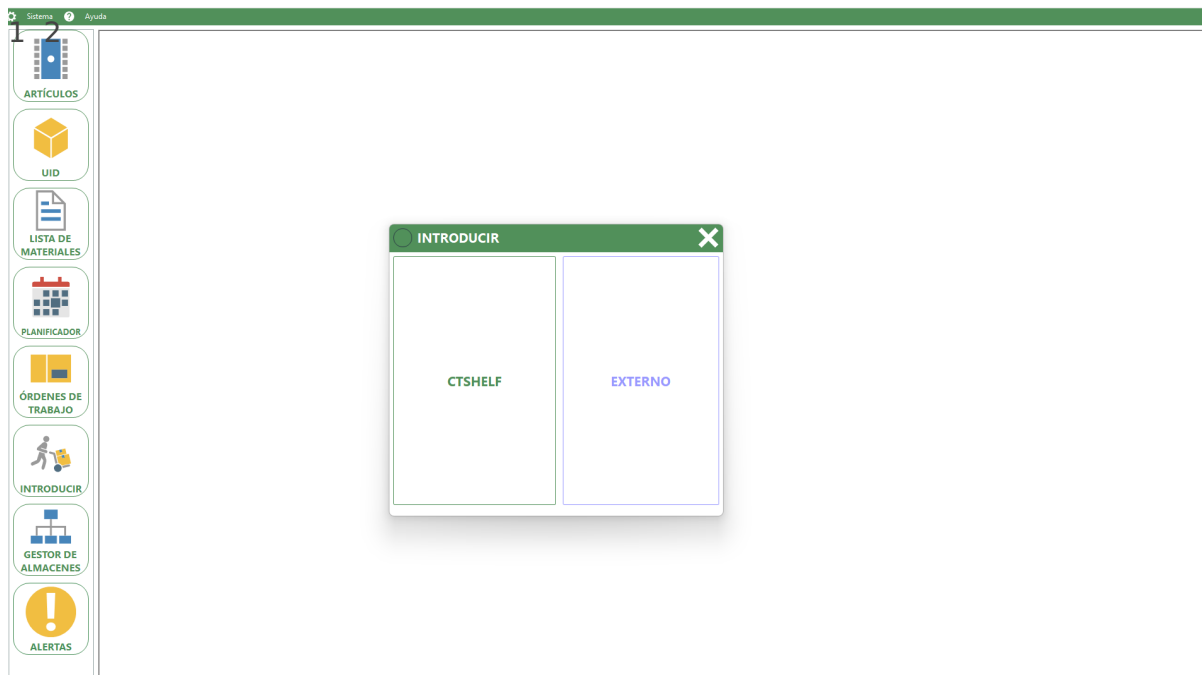 Sistema ? Ayuda
1 2
ARTÍCULOS
UID
LISTA DE
MATERIALES
PLANIFICADOR
ÓRDENES DE
TRABAJO
INTRODUCIR
GESTOR DE
ALMACENES
ALERTAS
INTRODUCIR
CTSHELF
EXTERNO